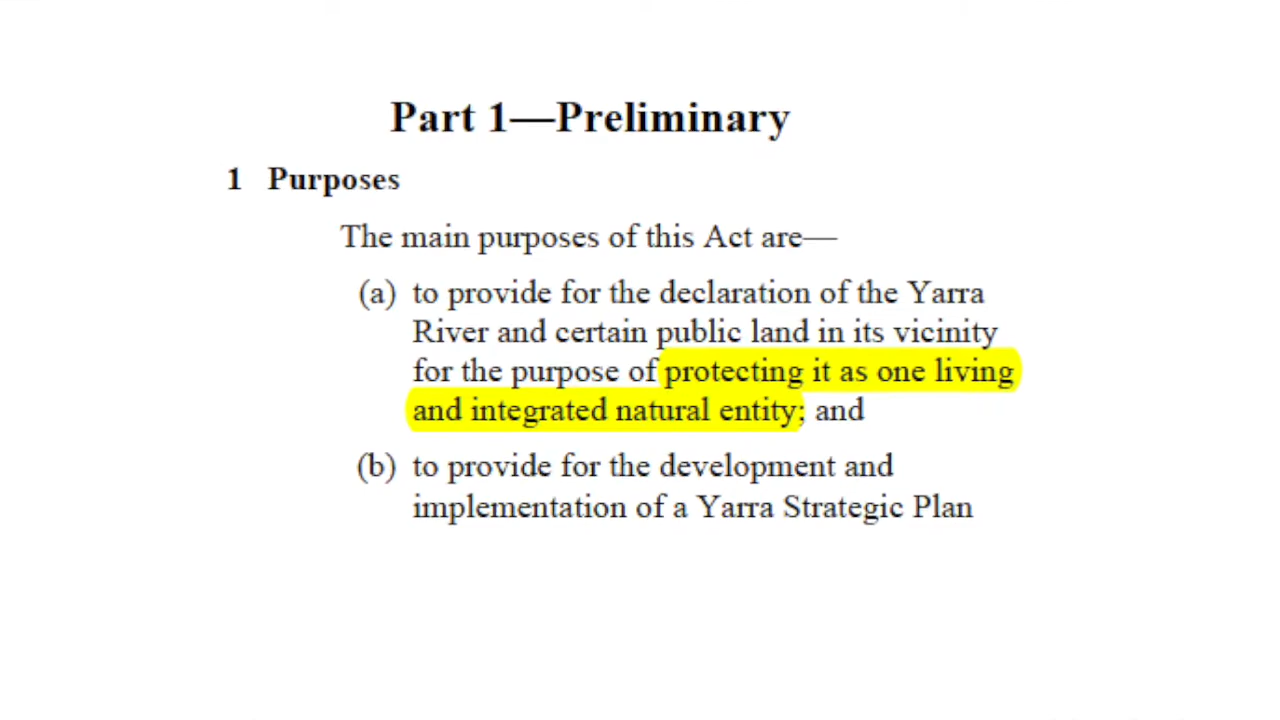 Part 1—Preliminary
1 Purposes
The main purposes of this Act are—
(a) to provide for the declaration of the Yarra
River and certain public land in its vicinity
for the purpose of protecting it as one living
and integrated natural entity; and
(b) to provide for the development and
implementation of a Yarra Strategic Plan